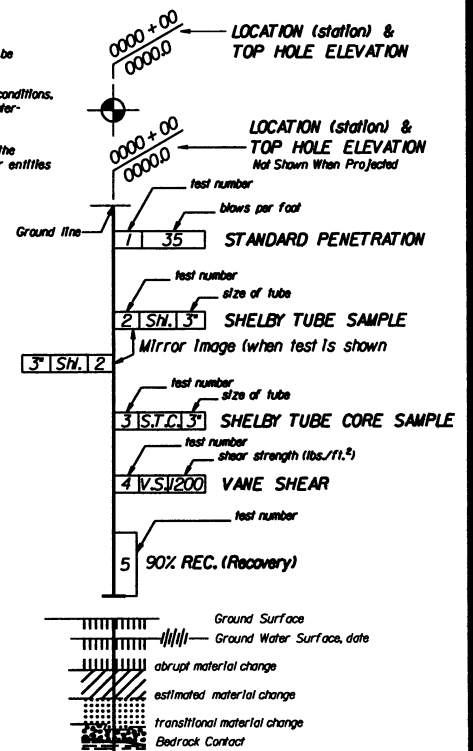 0000 + 00
0000.0
LOCATION (station) &
TOP HOLE ELEVATION
be
conditions,
ter-
the
r entities
0000 + 00
0000.0
LOCATION (station) &
TOP HOLE ELEVATION
Not Shown When Projected
test number
blows per foot
Ground line
1 35 STANDARD PENETRATION
test number
size of tube
2 Shl. 3" SHELBY TUBE SAMPLE
Mirror Image (when test is shown
3" Shl. 2
test number
size of tube
3 S.T.C. 3" SHELBY TUBE CORE SAMPLE
test number
shear strength (lbs./ft.²)
4 V.S. 1200 VANE SHEAR
test number
5 90% REC. (Recovery)
Ground Surface
Ground Water Surface, date
abrupt material change
estimated material change
transitional material change
Bedrock Contact